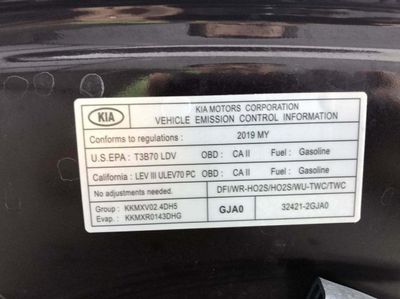 KIA
KIA MOTORS CORPORATION
VEHICLE EMISSION CONTROL INFORMATION
Conforms to regulations : 2019 MY
U.S.EPA : T3B70 LDV OBD : CA II Fuel : Gasoline
California : LEV III ULEV70 PC OBD : CA II Fuel : Gasoline
No adjustments needed. DFI/WR-HO2S/HO2S/WU-TWC/TWC
Group : KKMXV02.4DH5
Evap. : KKMXR0143DHG
GJA0 32421-2GJA0